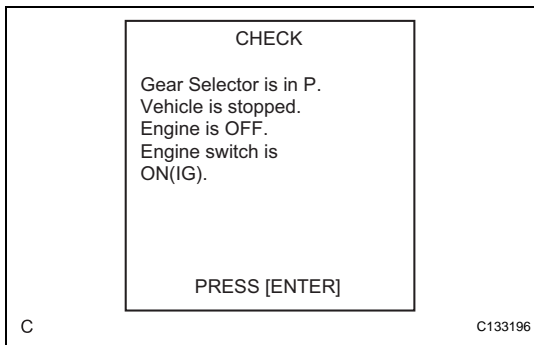 CHECK
Gear Selector is in P.
Vehicle is stopped.
Engine is OFF.
Engine switch is
ON(IG).
PRESS [ENTER]
C
C133196